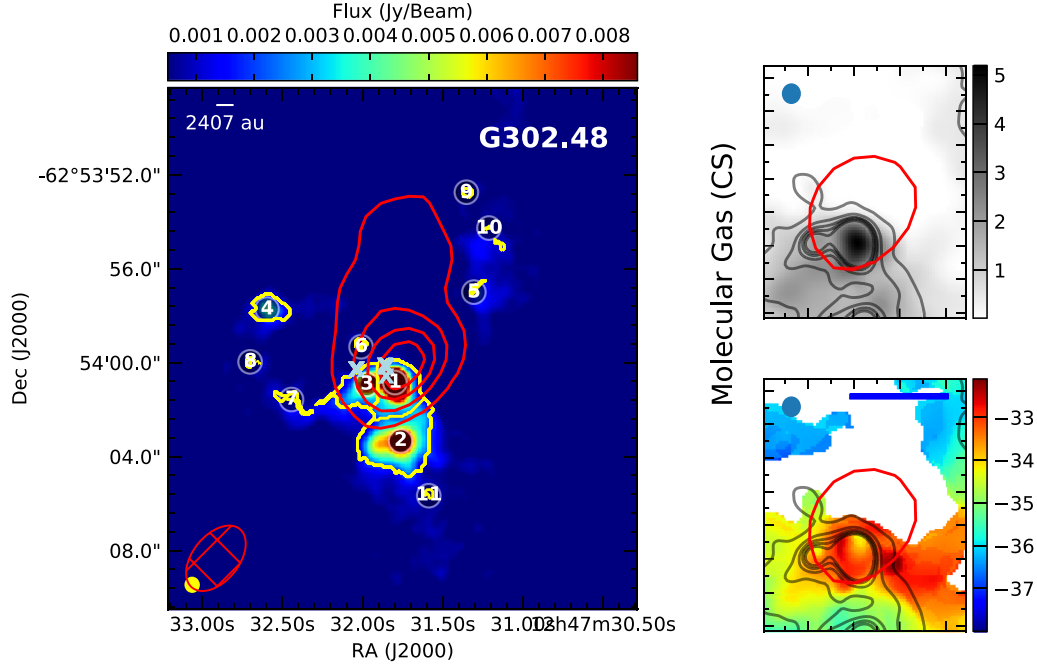 Flux (Jy/Beam)
0.001 0.002 0.003 0.004 0.005 0.006 0.007 0.008
2407 au
G302.48
-62°53'52.0"
56.0"
54'00.0"
04.0"
08.0"
Dec (J2000)
9
10
5
4
6
8
X X
X
3 1
7
2
11
33.00s 32.50s 32.00s 31.50s 31.00s 12h47m30.50s
RA (J2000)
Molecular Gas (CS)
5
4
3
2
1
−33
−34
−35
−36
−37